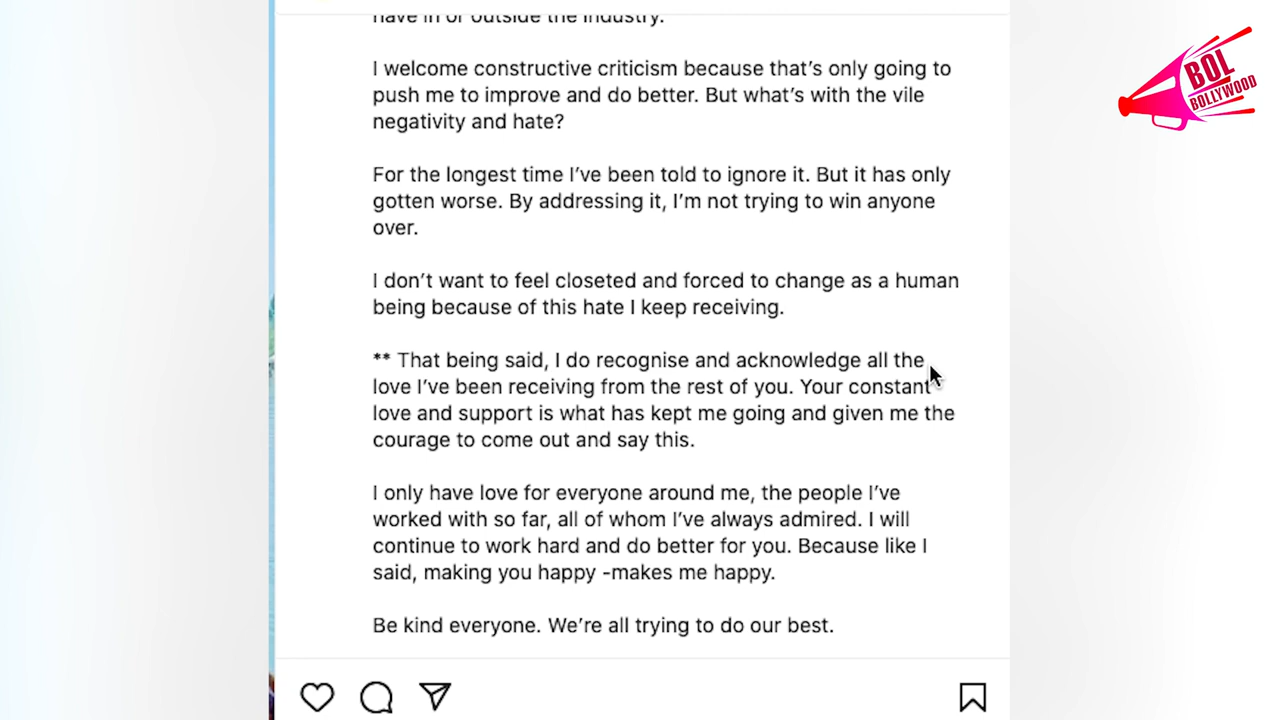 have in or outside the industry.
I welcome constructive criticism because that’s only going to
push me to improve and do better. But what’s with the vile
negativity and hate?
For the longest time I’ve been told to ignore it. But it has only
gotten worse. By addressing it, I’m not trying to win anyone
over.
I don’t want to feel closeted and forced to change as a human
being because of this hate I keep receiving.
** That being said, I do recognise and acknowledge all the
love I’ve been receiving from the rest of you. Your constant
love and support is what has kept me going and given me the
courage to come out and say this.
I only have love for everyone around me, the people I’ve
worked with so far, all of whom I’ve always admired. I will
continue to work hard and do better for you. Because like I
said, making you happy -makes me happy.
Be kind everyone. We’re all trying to do our best.
BOL
BOLLYWOOD